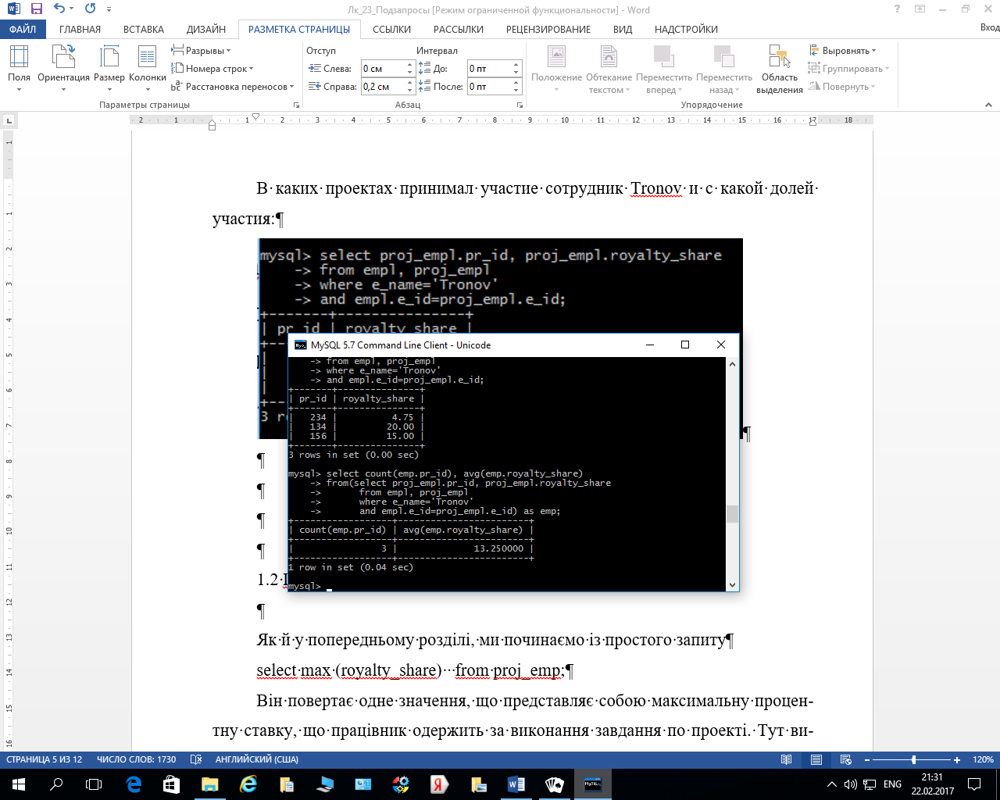 Лк_23_Подзапросы [Режим ограниченной функциональности] - Word
ФАЙЛ ГЛАВНАЯ ВСТАВКА ДИЗАЙН РАЗМЕТКА СТРАНИЦЫ ССЫЛКИ РАССЫЛКИ РЕЦЕНЗИРОВАНИЕ ВИД НАДСТРОЙКИ Вход
Поля
Ориентация
Размер
Колонки
Разрывы
Номера строк
Расстановка переносов
Параметры страницы
Отступ
Слева: 0 см
Справа: 0,2 см
Интервал
До: 0 пт
После: 0 пт
Абзац
Положение
Обтекание текстом
Переместить вперед
Переместить назад
Область выделения
Выровнять
Группировать
Повернуть
Упорядочение
2 1 1 2 3 4 5 6 7 8 9 10 11 12 13 14 15 16 17 18
В каких проектах принимал участие сотрудник Tronov и с какой долей
участия:¶
mysql> select proj_empl.pr_id, proj_empl.royalty_share
-> from empl, proj_empl
-> where e_name='Tronov'
-> and empl.e_id=proj_empl.e_id;
+-------+---------------+
| pr_id | royalty_share |
MySQL 5.7 Command Line Client - Unicode
-> from empl, proj_empl
-> where e_name='Tronov'
-> and empl.e_id=proj_empl.e_id;
+-------+---------------+
| pr_id | royalty_share |
+-------+---------------+
| 234 | 4.75 |
| 134 | 20.00 |
| 156 | 15.00 |
+-------+---------------+
3 rows in set (0.00 sec)
mysql> select count(emp.pr_id), avg(emp.royalty_share)
-> from(select proj_empl.pr_id, proj_empl.royalty_share
-> from empl, proj_empl
-> where e_name='Tronov'
-> and empl.e_id=proj_empl.e_id) as emp;
+------------------+------------------------+
| count(emp.pr_id) | avg(emp.royalty_share) |
+------------------+------------------------+
| 3 | 13.250000 |
+------------------+------------------------+
1 row in set (0.04 sec)
mysql>
3 r
¶
¶
¶
¶
¶
1.2
¶
Як й у попередньому розділі, ми починаємо із простого запиту¶
select max (royalty_share) from proj_emp;¶
Він повертає одне значення, що представляє собою максимальну процен-
тну ставку, що працівник одержить за виконання завдання по проекті. Тут ви-
СТРАНИЦА 5 ИЗ 12 ЧИСЛО СЛОВ: 1730 АНГЛИЙСКИЙ (США) 120%
ENG
21:31
22.02.2017